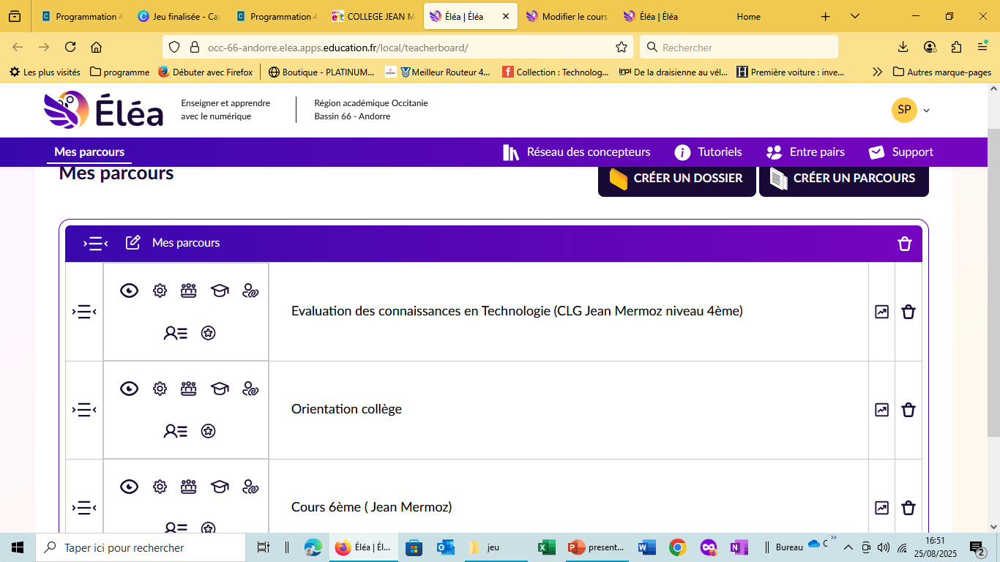 Programmation 4
Jeu finalisée - Ca
Programmation 4
COLLEGE JEAN M
Éléa | Éléa
Modifier le cours
Éléa | Éléa
Home
occ-66-andorre.elea.apps.education.fr/local/teacherboard/
Rechercher
Les plus visités
programme
Débuter avec Firefox
Boutique - PLATINUM...
Meilleur Routeur 4...
Collection : Technolog...
De la draisienne au vél...
Première voiture : inve...
Autres marque-pages
Éléa
Enseigner et apprendre
avec le numérique
Région académique Occitanie
Bassin 66 - Andorre
SP
Mes parcours
Réseau des concepteurs
Tutoriels
Entre pairs
Support
Mes parcours
CRÉER UN DOSSIER
CRÉER UN PARCOURS
Mes parcours
Evaluation des connaissances en Technologie (CLG Jean Mermoz niveau 4ème)
Orientation collège
Cours 6ème ( Jean Mermoz)
Taper ici pour rechercher
Éléa | Él...
jeu
present...
Bureau
16:51
25/08/2025
2